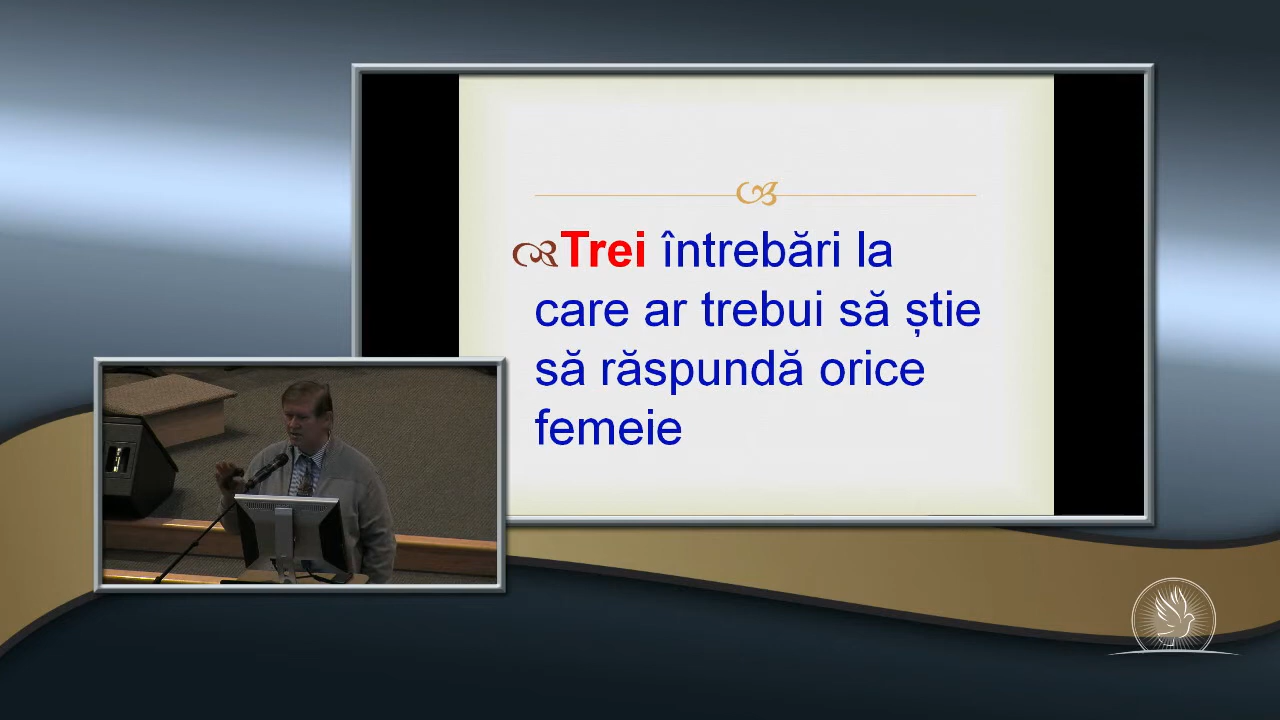 Trei întrebări la
care ar trebui să știe
să răspundă orice
femeie